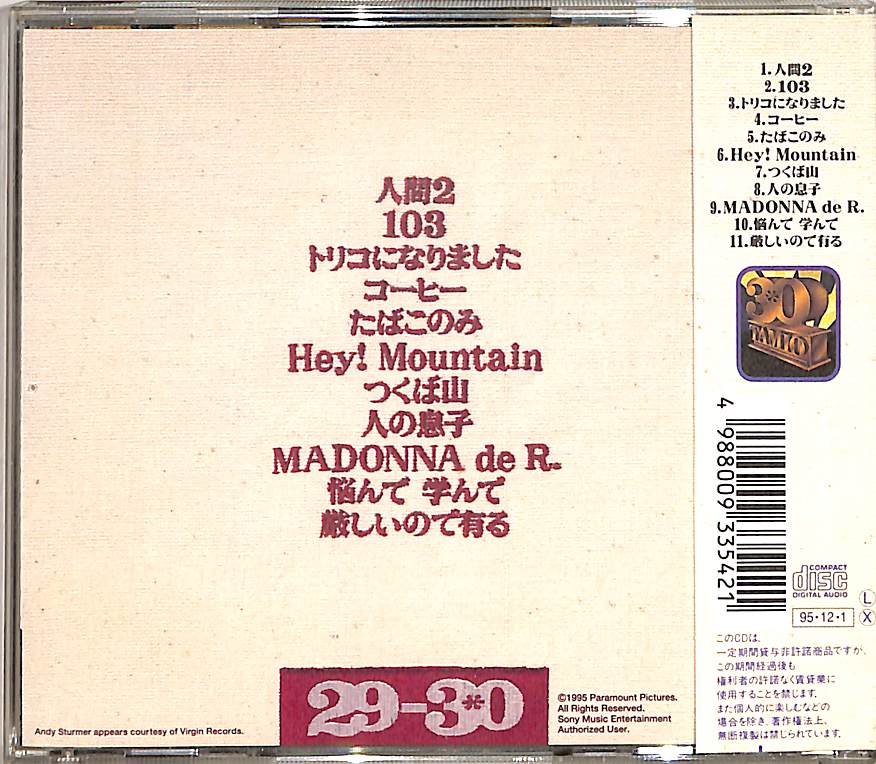 人間2
103
トリコになりました
コーヒー
たばこのみ
Hey! Mountain
つくば山
人の息子
MADONNA de R.
悩んで 学んで
厳しいので有る
29-3*0
Andy Sturmer appears courtesy of Virgin Records.
©1995 Paramount Pictures.
All Rights Reserved.
Sony Music Entertainment
Authorized User.
1.人間2
2.103
3.トリコになりました
4.コーヒー
5.たばこのみ
6.Hey! Mountain
7.つくば山
8.人の息子
9.MADONNA de R.
10.悩んで 学んで
11.厳しいので有る
3*0
TAMIO
4 988009 335421
COMPACT
disc
DIGITAL AUDIO
95・12・1
L
X
このCDは、
一定期間貸与非許諾商品ですが、
この期間経過後も
権利者の許諾なく賃貸業に
使用することを禁じます。
また個人的に楽しむなどの
場合を除き、著作権法上、
無断複製は禁じられています。